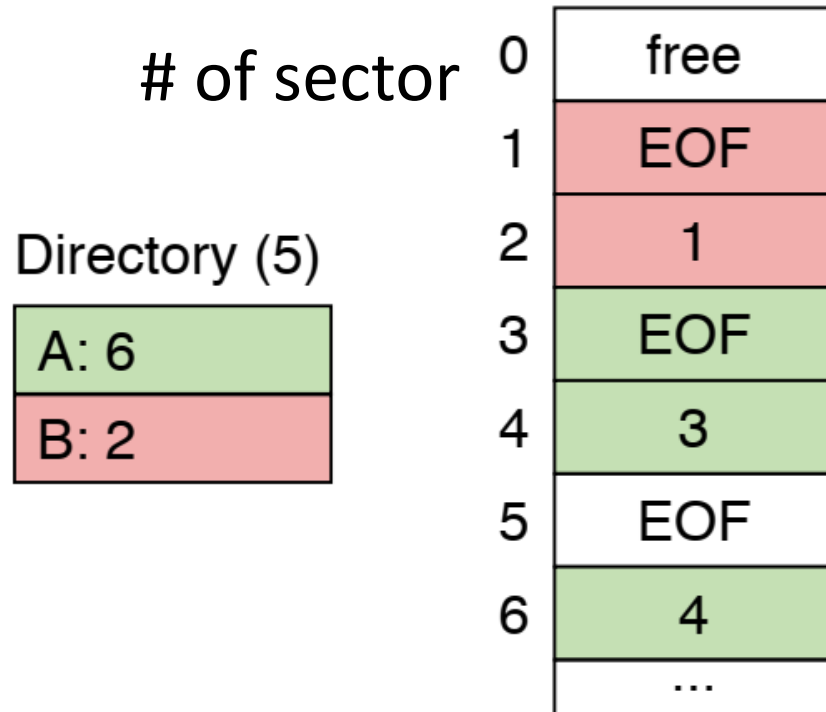 # of sector
0 free
1 EOF
2 1
3 EOF
4 3
5 EOF
6 4
...
Directory (5)
A: 6
B: 2